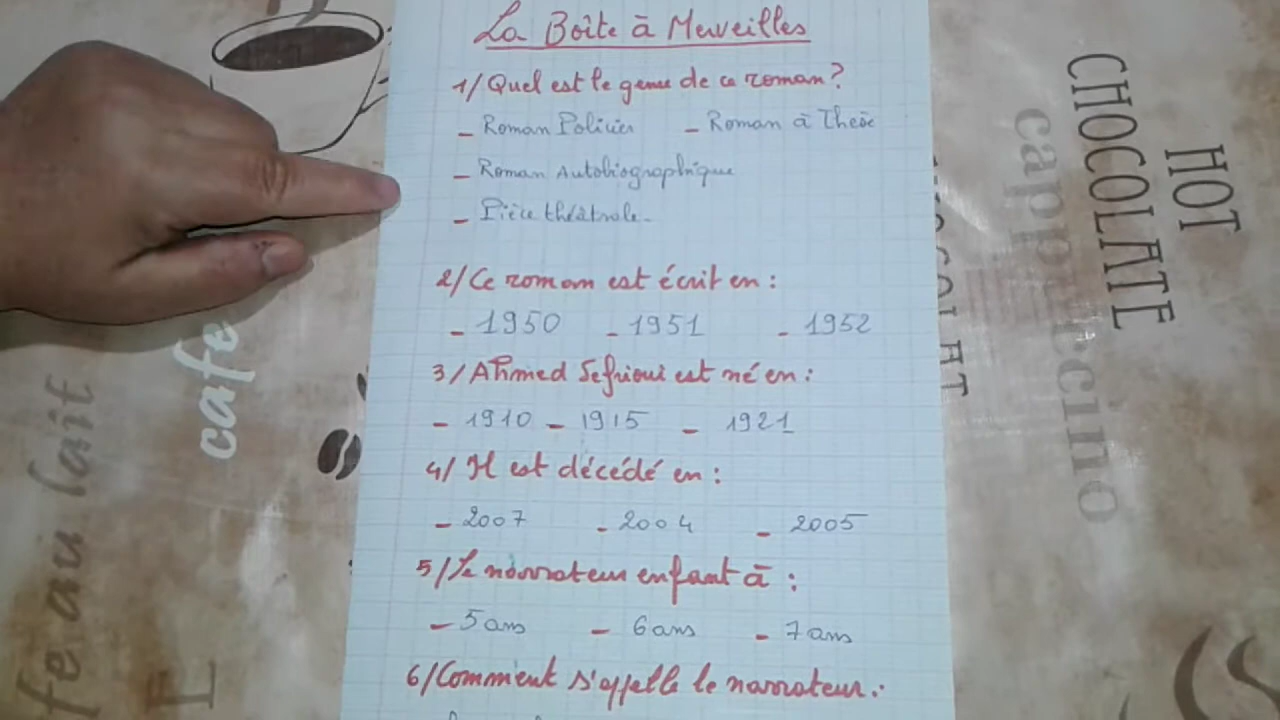 La Boîte à Merveilles
1/ Quel est le genre de ce roman ?
- Roman Policier - Roman à Thèse
- Roman Autobiographique
- Pièce théâtrale.
2/ Ce roman est écrit en :
- 1950 - 1951 - 1952
3/ Ahmed Sefrioui est né en :
- 1910 - 1915 - 1921
4/ Il est décédé en :
- 2007 - 2004 - 2005
5/ Le narrateur enfant à :
- 5 ans - 6 ans - 7 ans
6/ Comment s'appelle le narrateur :
HOT
CHOCOLATE
cappuccino
cafe
au lait